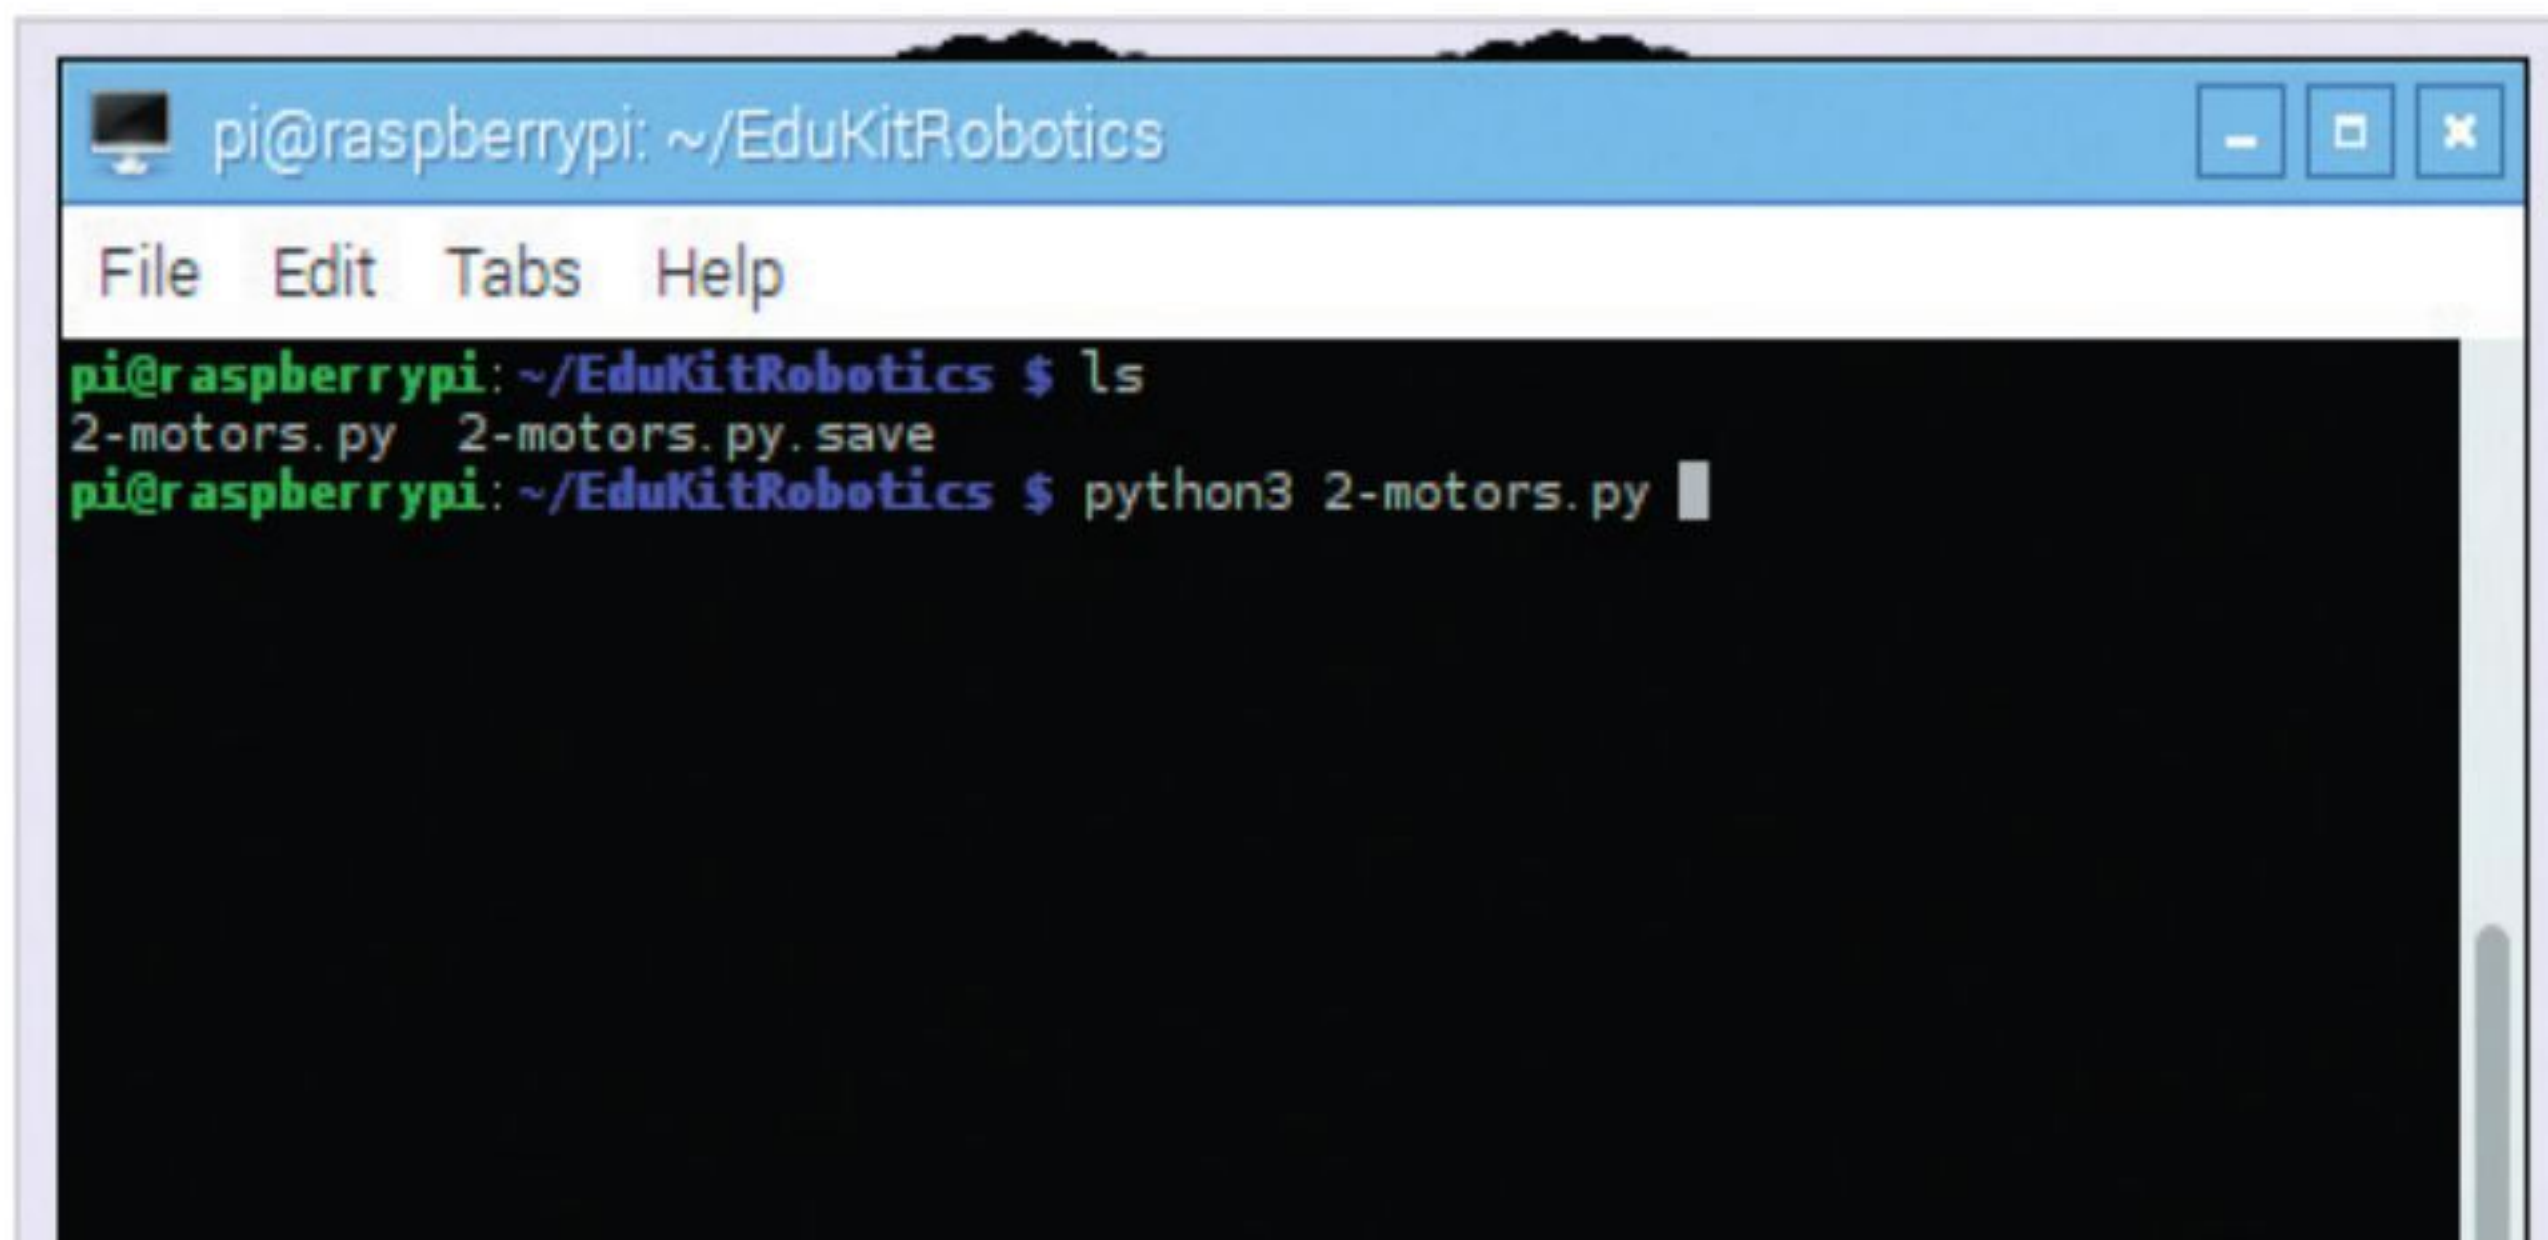 pi@raspberrypi: ~/EduKitRobotics
File Edit Tabs Help
pi@raspberrypi:~/EduKitRobotics $ ls
2-motors.py  2-motors.py.save
pi@raspberrypi:~/EduKitRobotics $ python3 2-motors.py